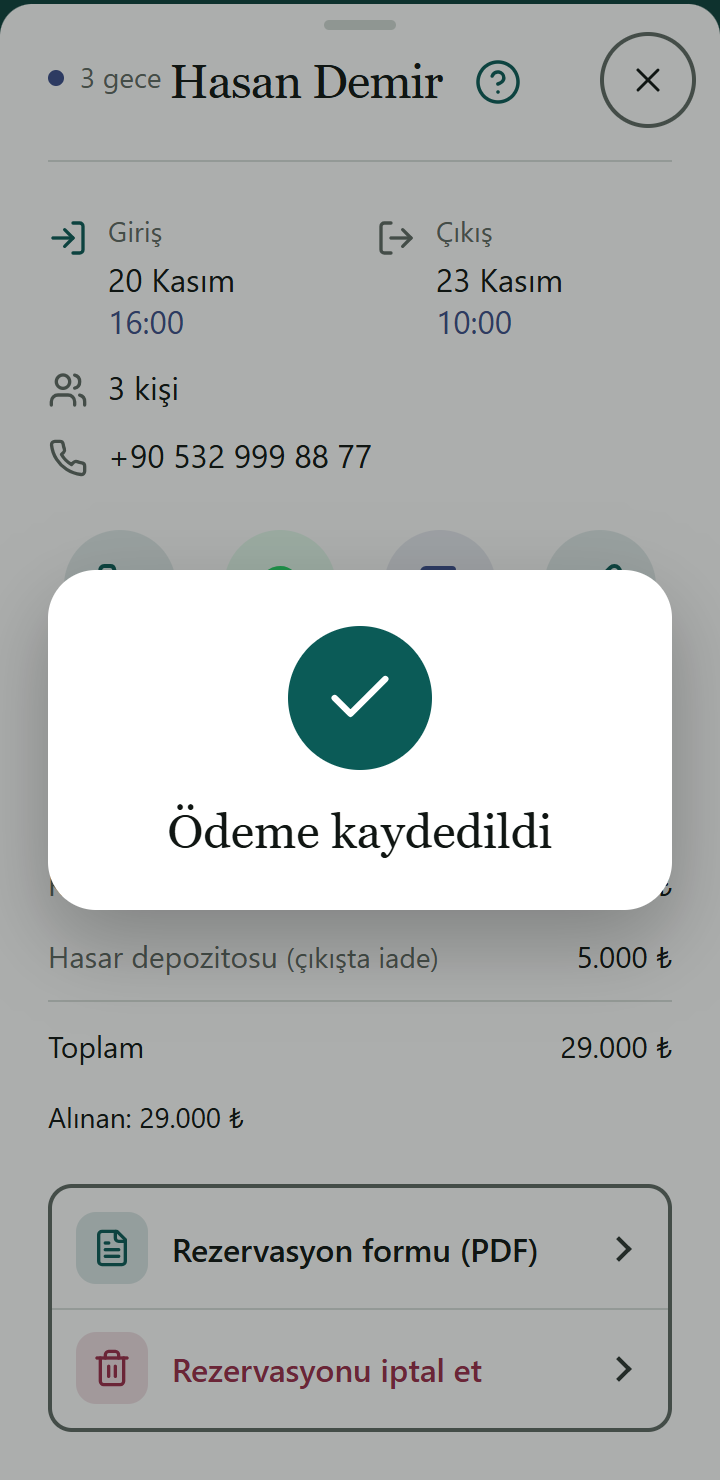 3 gece Hasan Demir
Giriş
20 Kasım
16:00
Çıkış
23 Kasım
10:00
3 kişi
+90 532 999 88 77
Ödeme kaydedildi
Hasar depozitosu (çıkışta iade) 5.000 ₺
Toplam 29.000 ₺
Alınan: 29.000 ₺
Rezervasyon formu (PDF)
Rezervasyonu iptal et